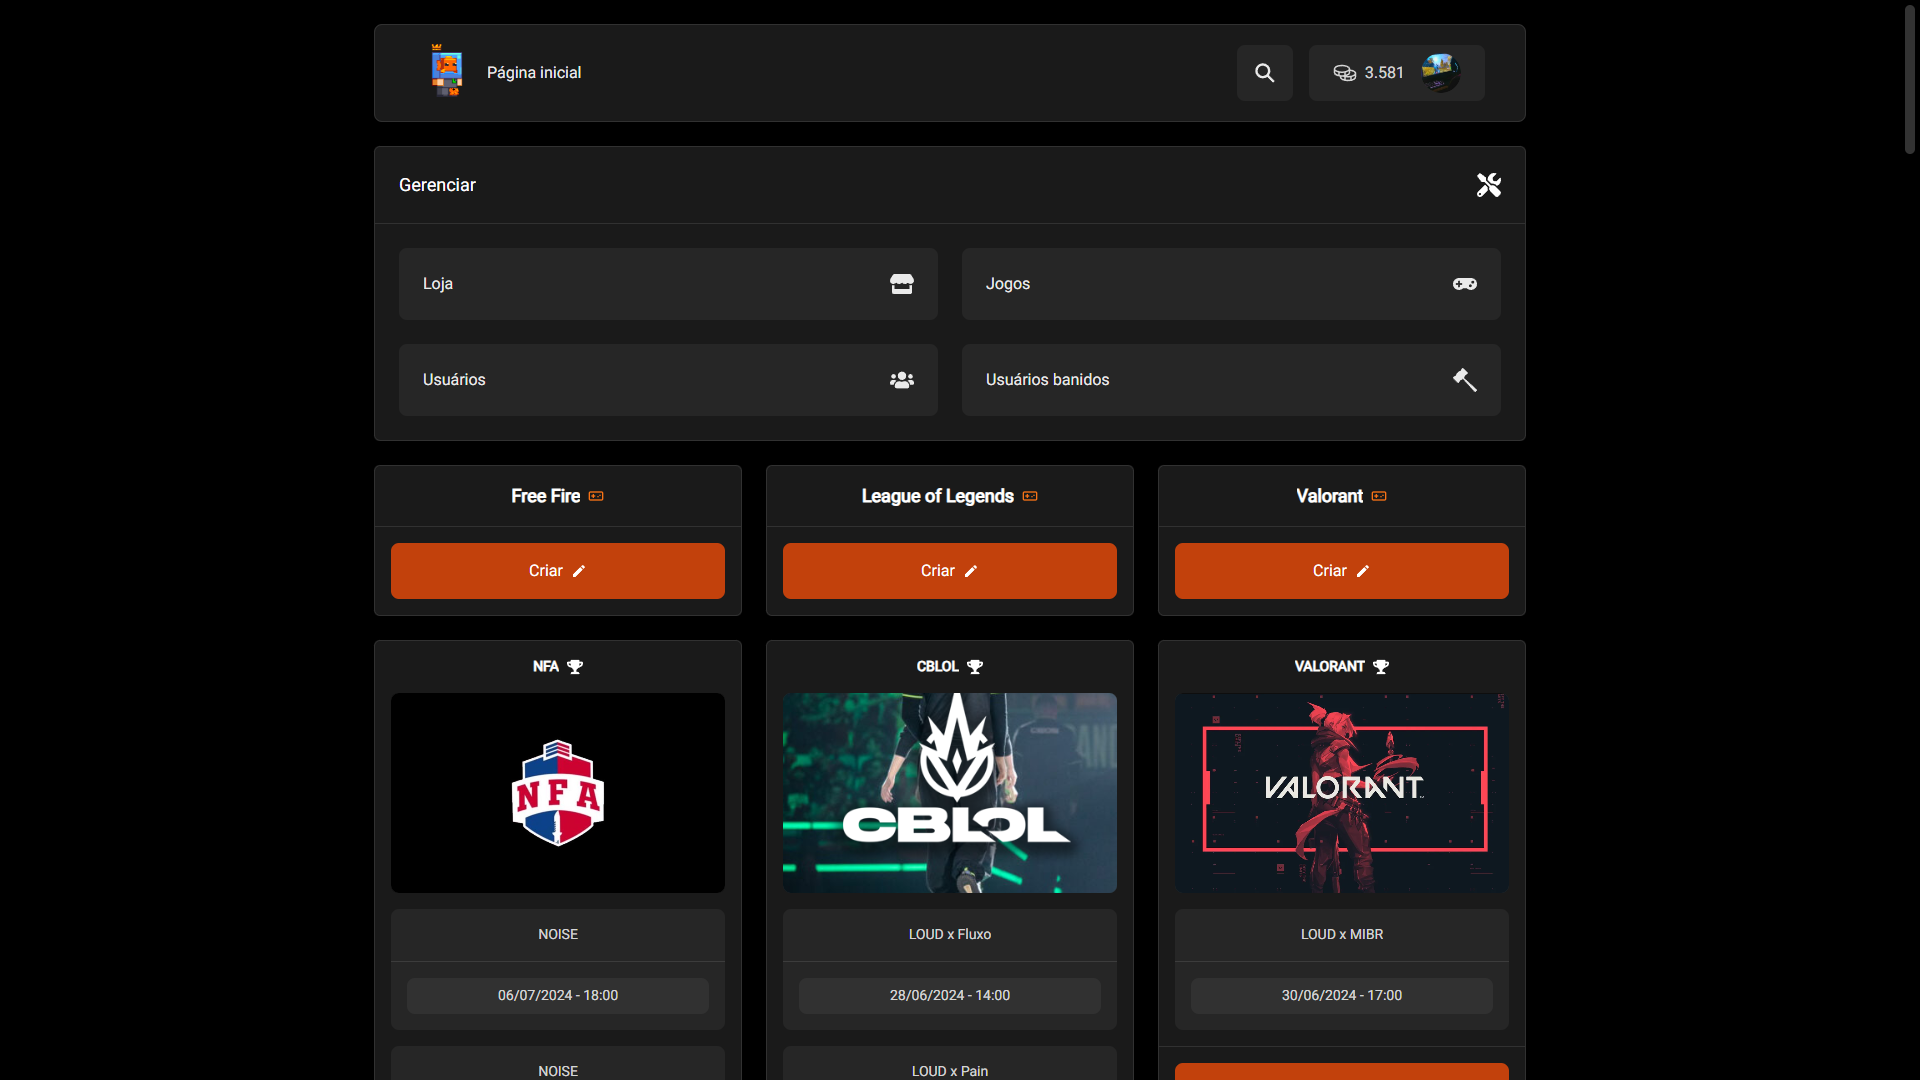 Página inicial
3.581
Gerenciar
Loja
Jogos
Usuários
Usuários banidos
Free Fire
League of Legends
Valorant
Criar
Criar
Criar
NFA
CBLOL
VALORANT
NFA
CBLOL
VALORANT
NOISE
LOUD x Fluxo
LOUD x MIBR
06/07/2024 - 18:00
28/06/2024 - 14:00
30/06/2024 - 17:00
NOISE
LOUD x Pain